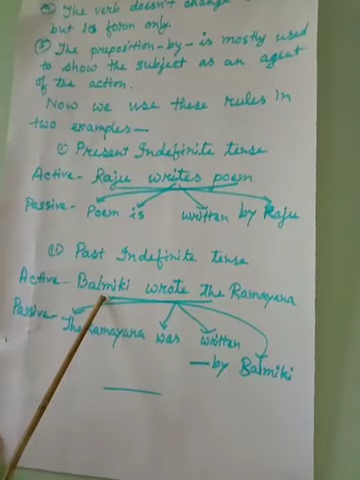 ② The verb doesn't change
but its form only.
③ The preposition-by-is mostly used
to show the subject as an agent
of the action.
Now we use these rules in
two examples—
(i) Present Indefinite tense
Active- Raju writes poem
Passive- Poem is written by Raju
(ii) Past Indefinite tense
Active- Balmiki wrote the Ramayana
Passive- The Ramayana was written
—by Balmiki